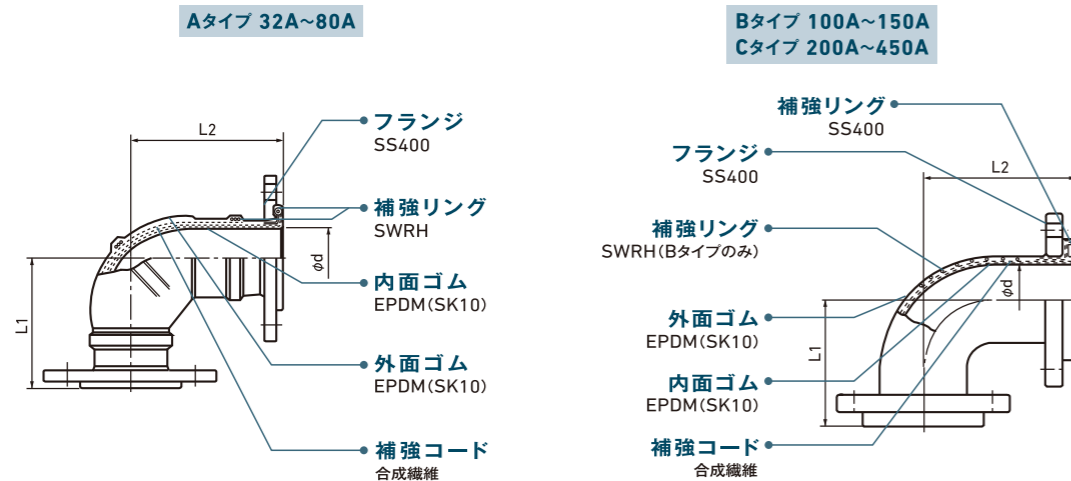 Aタイプ 32A～80A
L2
フランジ
SS400
補強リング
SWRH
φd
内面ゴム
EPDM(SK10)
L1
外面ゴム
EPDM(SK10)
補強コード
合成繊維
Bタイプ 100A～150A
Cタイプ 200A～450A
補強リング
SS400
L2
フランジ
SS400
補強リング
SWRH(Bタイプのみ)
φd
外面ゴム
EPDM(SK10)
L1
内面ゴム
EPDM(SK10)
補強コード
合成繊維